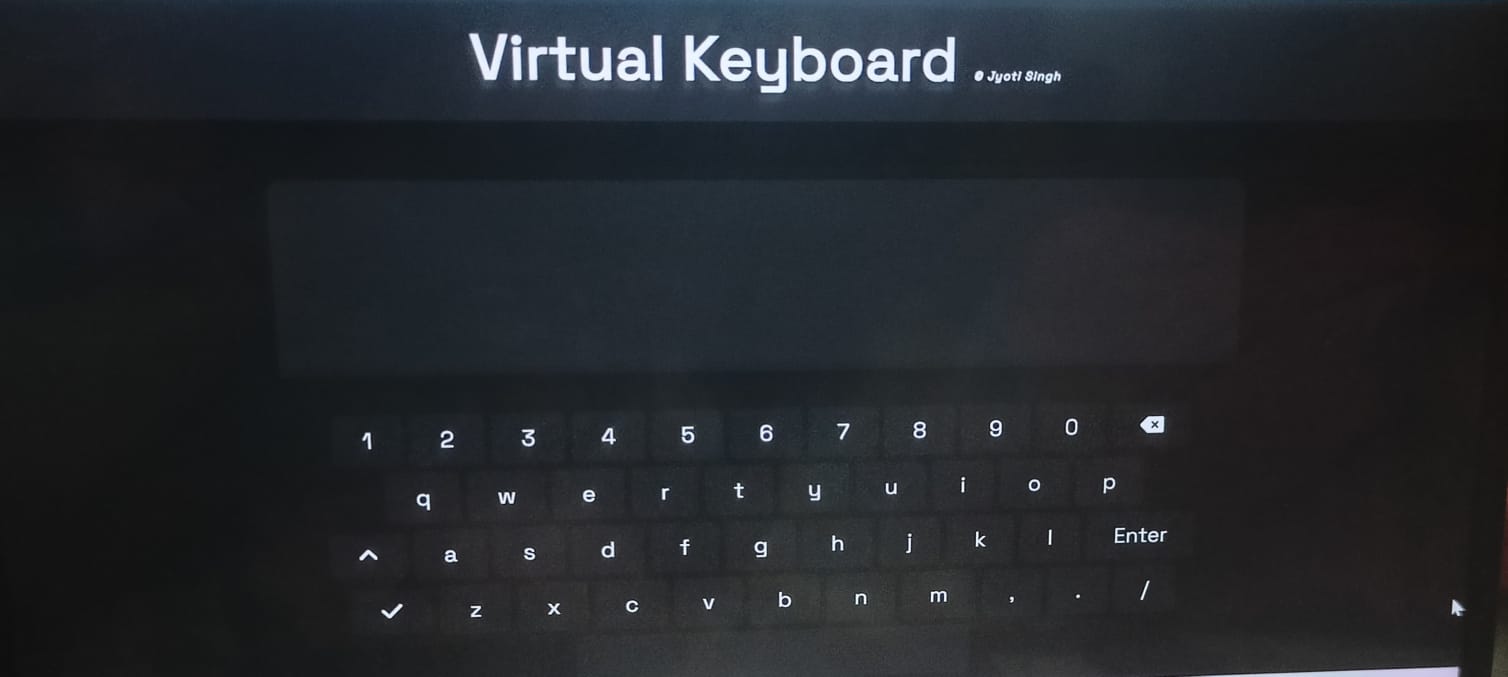 Virtual Keyboard © Jyoti Singh
1 2 3 4 5 6 7 8 9 0
q w e r t y u i o p
a s d f g h j k l Enter
z x c v b n m , . /